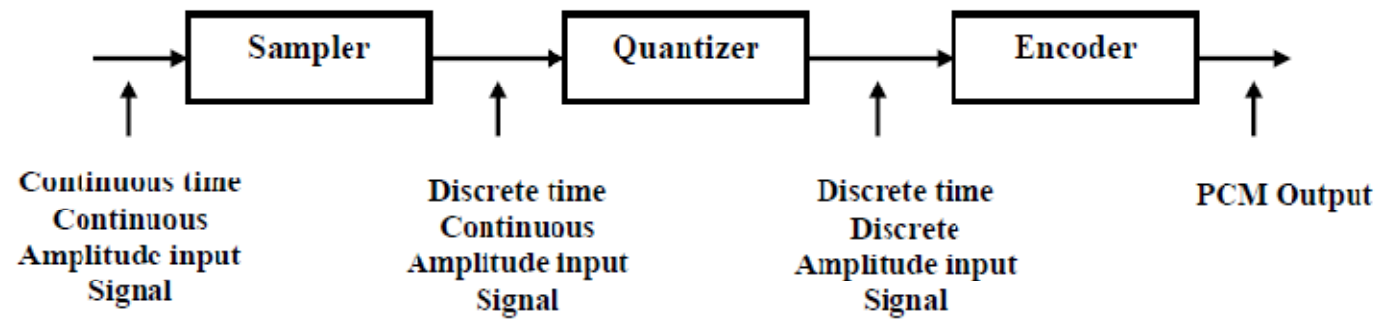 Sampler
Quantizer
Encoder
Continuous time
Continuous
Amplitude input
Signal
Discrete time
Continuous
Amplitude input
Signal
Discrete time
Discrete
Amplitude input
Signal
PCM Output